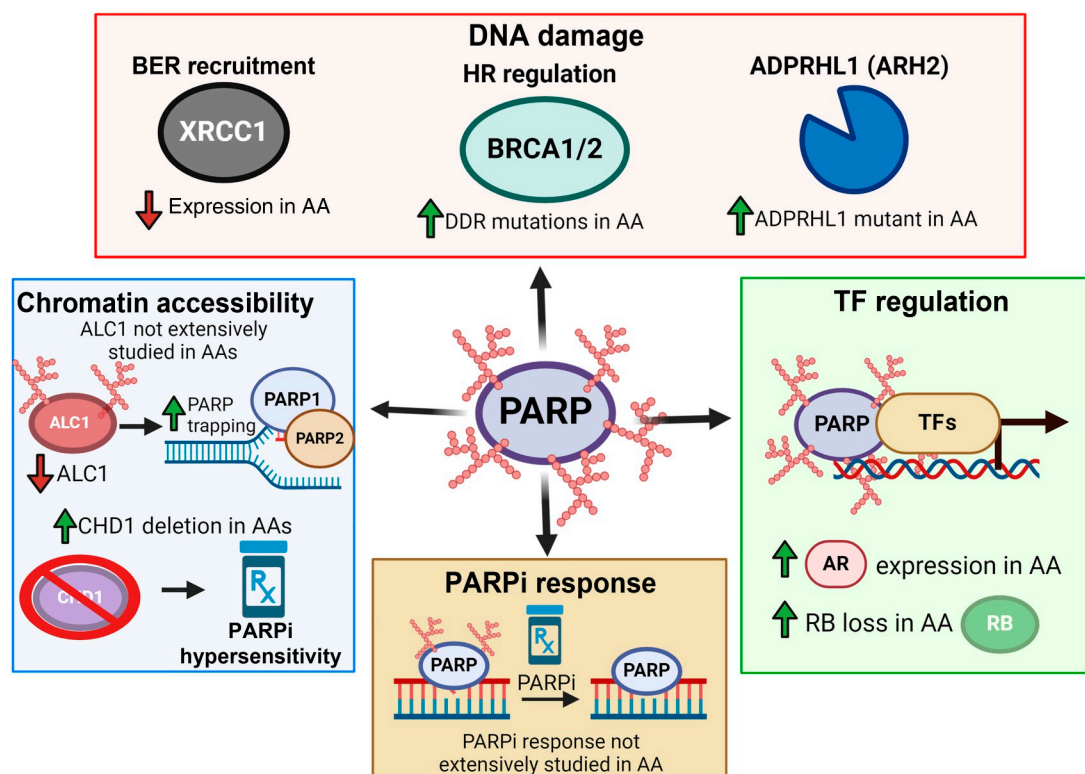 DNA damage
BER recruitment
XRCC1
Expression in AA
HR regulation
BRCA1/2
DDR mutations in AA
ADPRHL1 (ARH2)
ADPRHL1 mutant in AA
Chromatin accessibility
ALC1 not extensively
studied in AAs
ALC1
PARP
trapping
PARP1
PARP2
ALC1
CHD1 deletion in AAs
CHD1
Rx
PARPi
hypersensitivity
PARP
TF regulation
PARP
TFs
AR
expression in AA
RB loss in AA
RB
PARPi response
PARP
Rx
PARPi
PARP
PARPi response not
extensively studied in AA